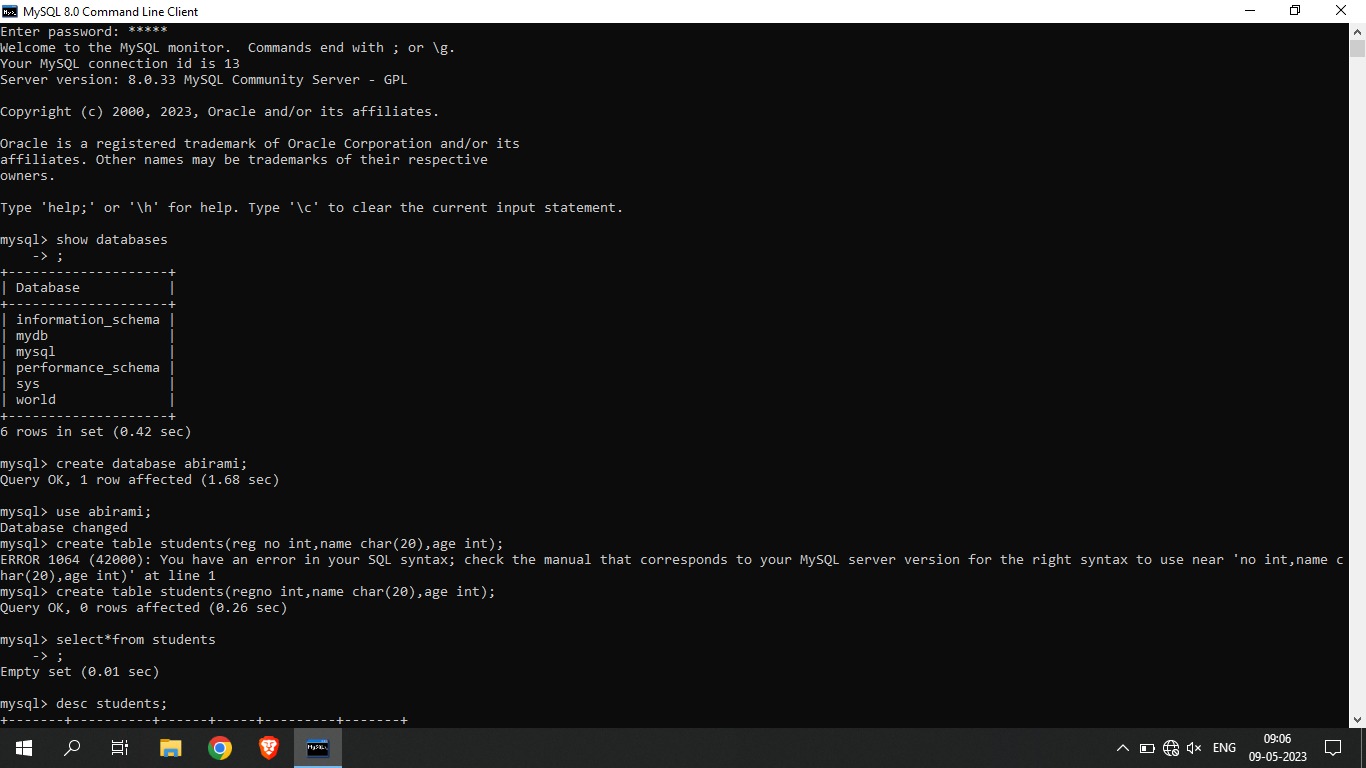 MySQL 8.0 Command Line Client
Enter password: *****
Welcome to the MySQL monitor.  Commands end with ; or \g.
Your MySQL connection id is 13
Server version: 8.0.33 MySQL Community Server - GPL
Copyright (c) 2000, 2023, Oracle and/or its affiliates.
Oracle is a registered trademark of Oracle Corporation and/or its
affiliates. Other names may be trademarks of their respective
owners.
Type 'help;' or '\h' for help. Type '\c' to clear the current input statement.
mysql> show databases
    -> ;
+--------------------+
| Database           |
+--------------------+
| information_schema |
| mydb               |
| mysql              |
| performance_schema |
| sys                |
| world              |
+--------------------+
6 rows in set (0.42 sec)
mysql> create database abirami;
Query OK, 1 row affected (1.68 sec)
mysql> use abirami;
Database changed
mysql> create table students(reg no int,name char(20),age int);
ERROR 1064 (42000): You have an error in your SQL syntax; check the manual that corresponds to your MySQL server version for the right syntax to use near 'no int,name c
har(20),age int)' at line 1
mysql> create table students(regno int,name char(20),age int);
Query OK, 0 rows affected (0.26 sec)
mysql> select*from students
    -> ;
Empty set (0.01 sec)
mysql> desc students;
+-------+----------+------+-----+---------+-------+
ENG
09:06
09-05-2023